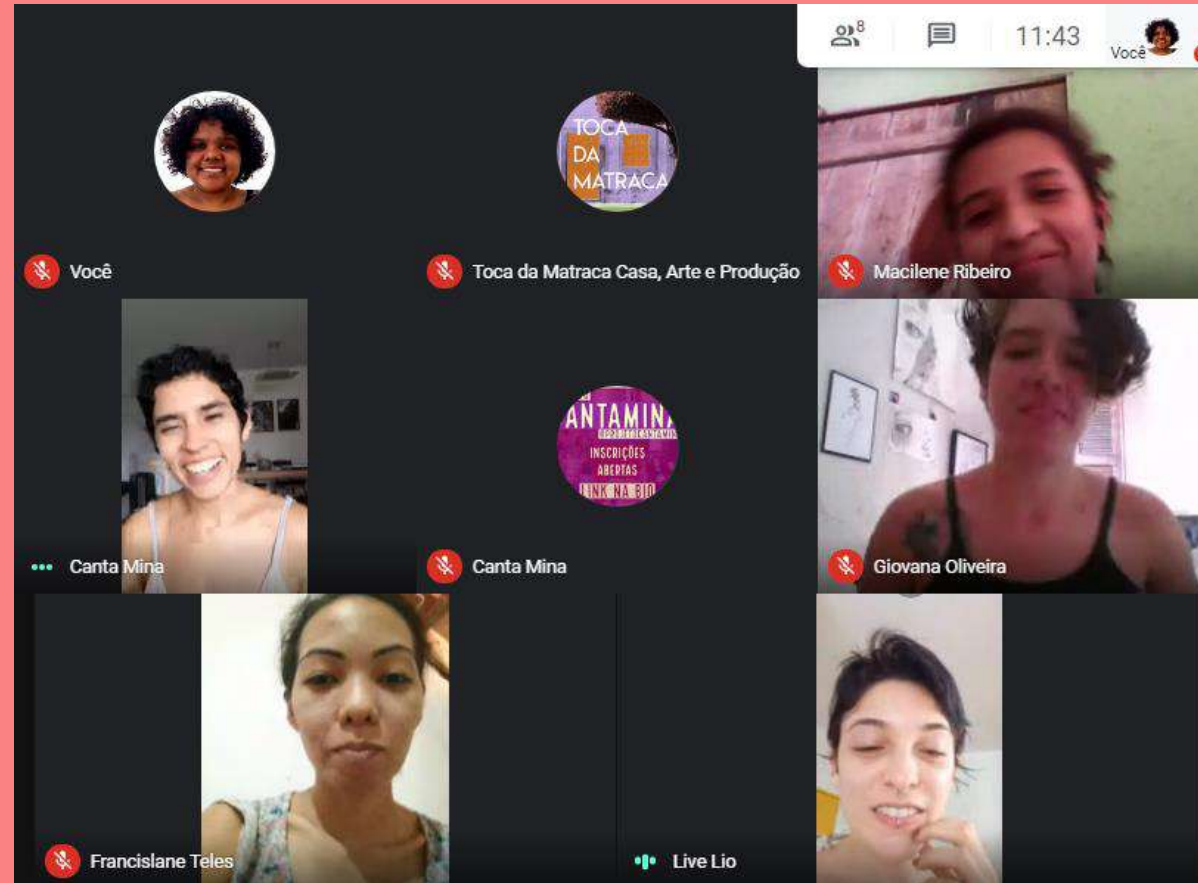 8
11:43
Você
TOCA
DA
MATRACA
Você
Toca da Matraca Casa, Arte e Produção
Macilene Ribeiro
ANTAMINA
#PROJETOCANTAMIN
INSCRIÇÕES
ABERTAS
LINK NA BIO
Canta Mina
Canta Mina
Giovana Oliveira
Francislane Teles
Live Lio